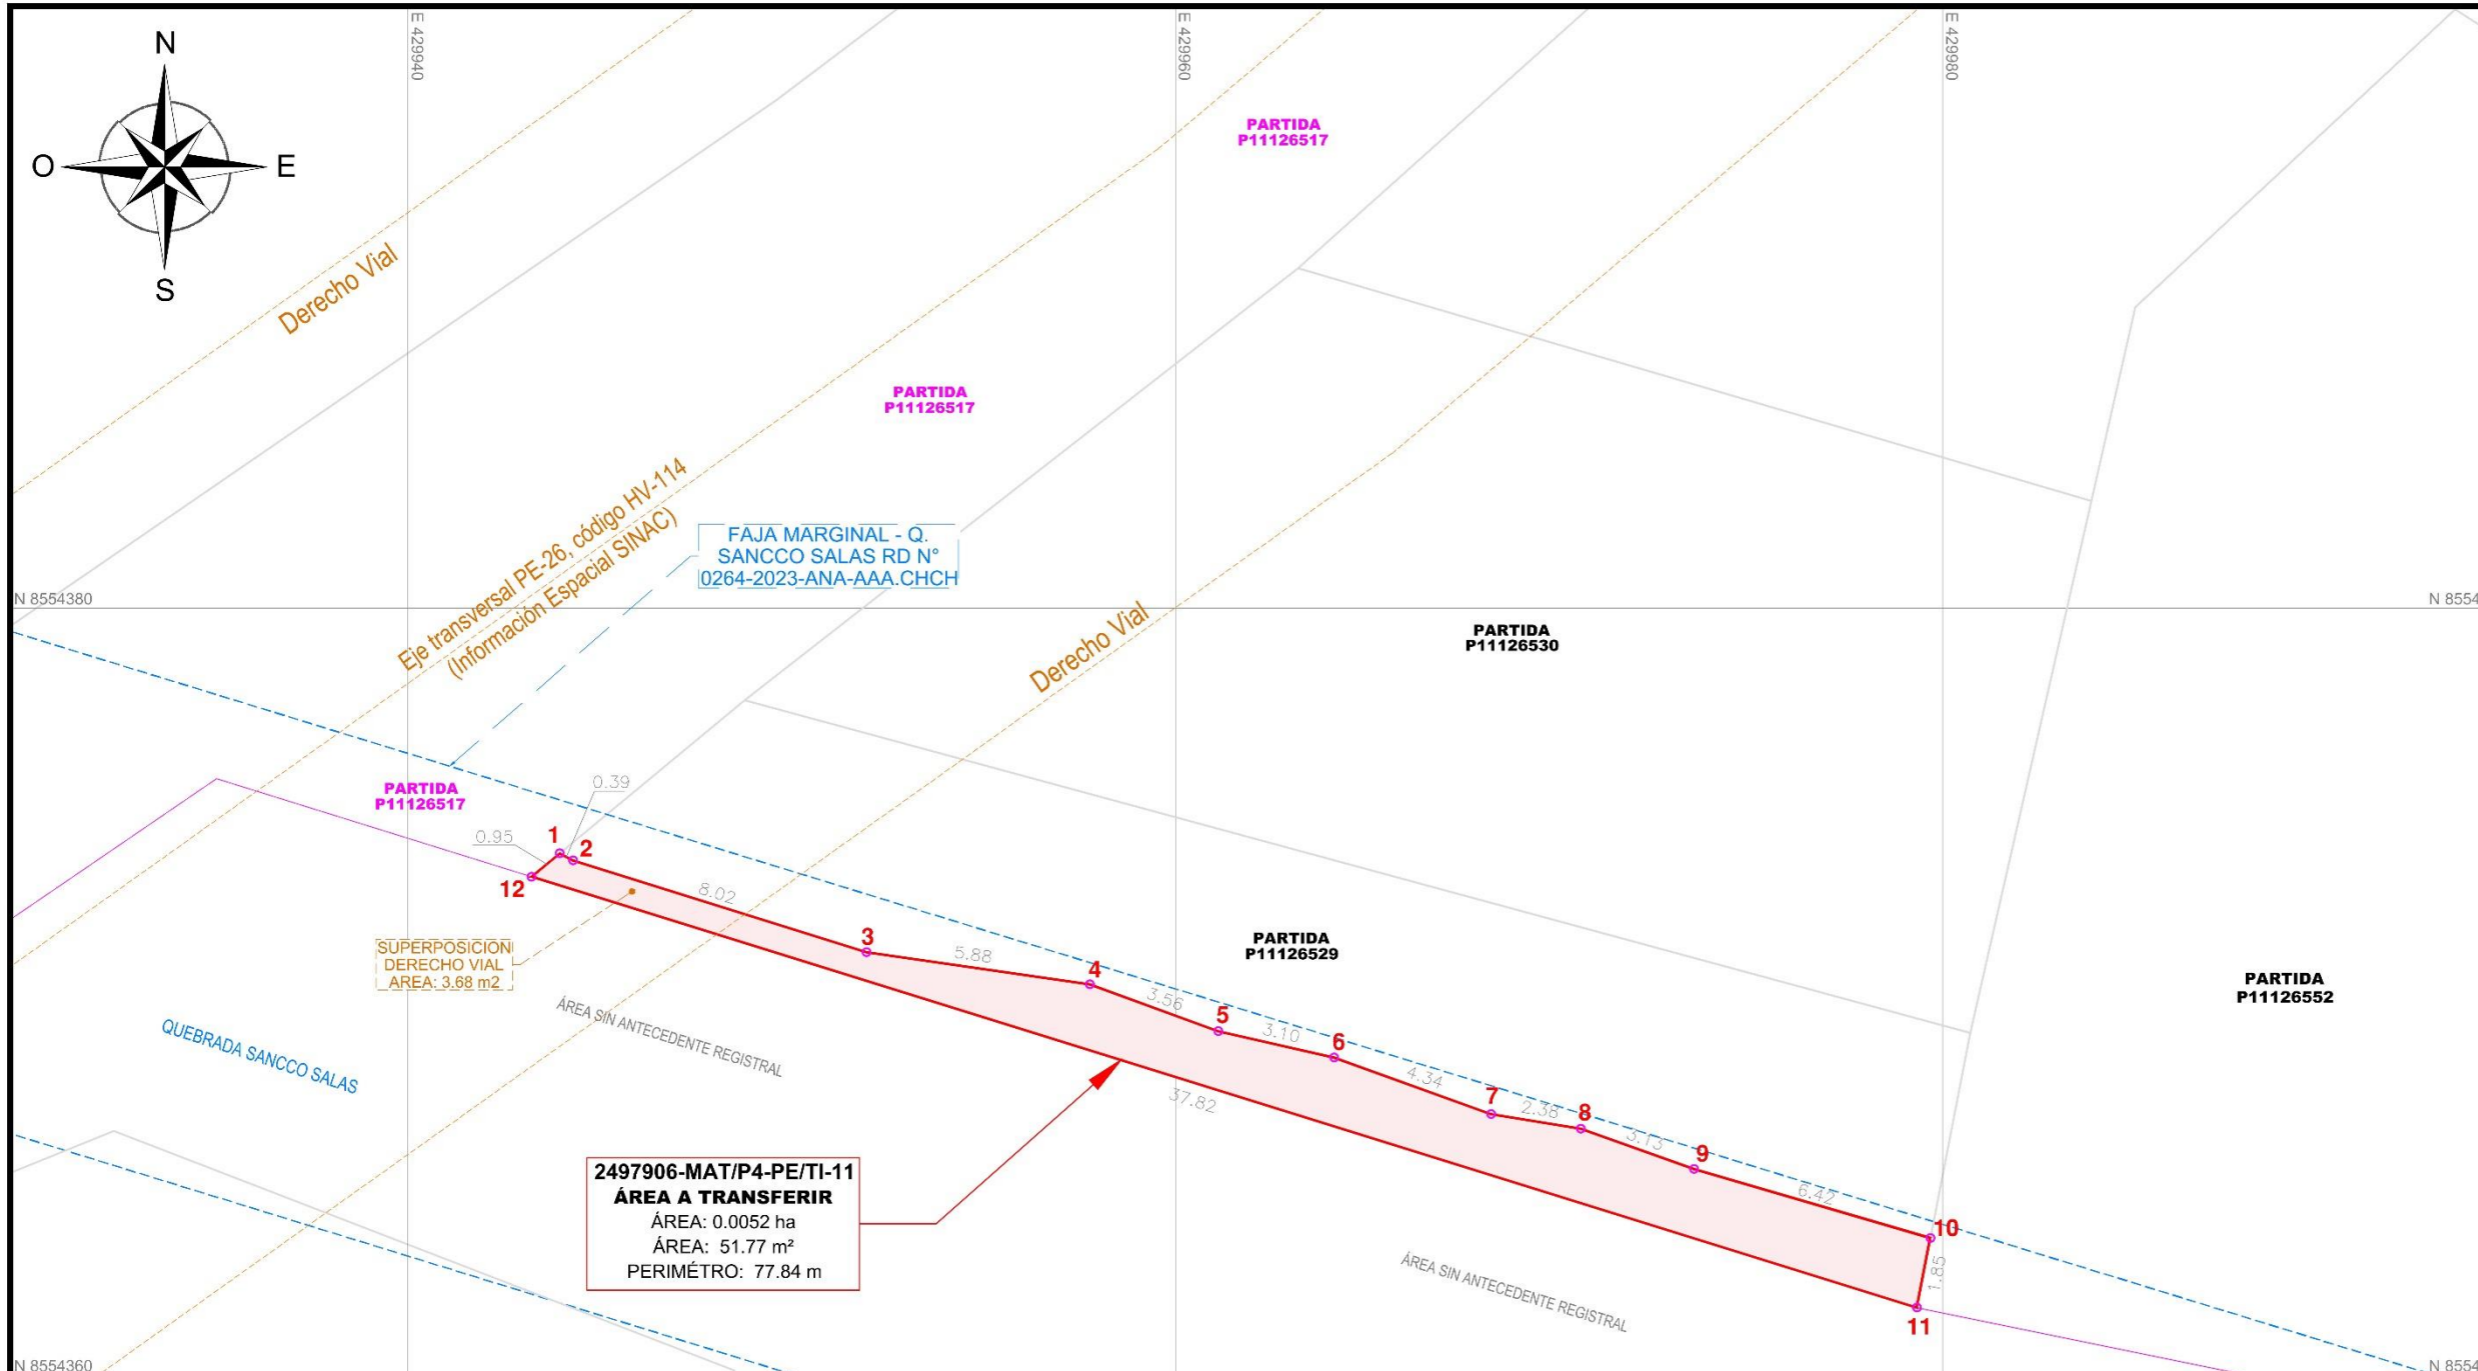 E 429940
E 429960
E 429980
N
O
E
S
PARTIDA
P11126517
Derecho Vial
PARTIDA
P11126517
Eje transversal PE-26, código HV-114
(Información Espacial SINAC)
FAJA MARGINAL - Q.
SANCCO SALAS RD N°
0264-2023-ANA-AAA.CHCH
N 8554380
N 8554
Derecho Vial
PARTIDA
P11126530
PARTIDA
P11126517
0.39
0.95
1
2
12
8.02
3
5.88
4
3.56
5
3.10
6
4.34
7
2.38
8
3.13
9
6.42
10
1.85
11
37.82
PARTIDA
P11126529
PARTIDA
P11126552
SUPERPOSICION
DERECHO VIAL
AREA: 3.68 m2
ÁREA SIN ANTECEDENTE REGISTRAL
QUEBRADA SANCCO SALAS
2497906-MAT/P4-PE/TI-11
ÁREA A TRANSFERIR
ÁREA: 0.0052 ha
ÁREA: 51.77 m²
PERIMÉTRO: 77.84 m
ÁREA SIN ANTECEDENTE REGISTRAL
N 8554360
N 8554